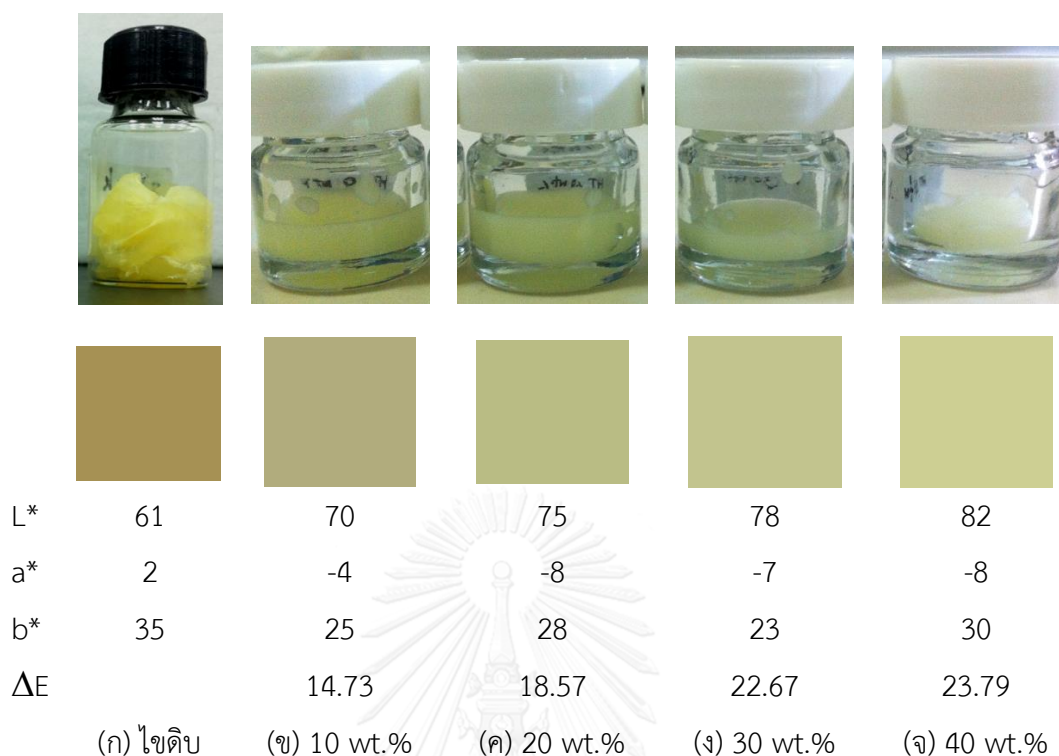 L* 61 70 75 78 82
a* 2 -4 -8 -7 -8
b* 35 25 28 23 30
ΔE 14.73 18.57 22.67 23.79
(ก) ไขดิบ (ข) 10 wt.% (ค) 20 wt.% (ง) 30 wt.% (จ) 40 wt.%